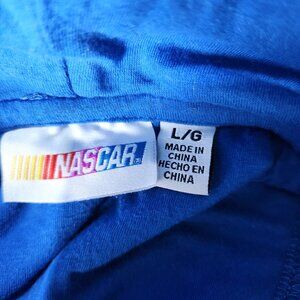 NASCAR
L/G
MADE IN
CHINA
HECHO EN
CHINA